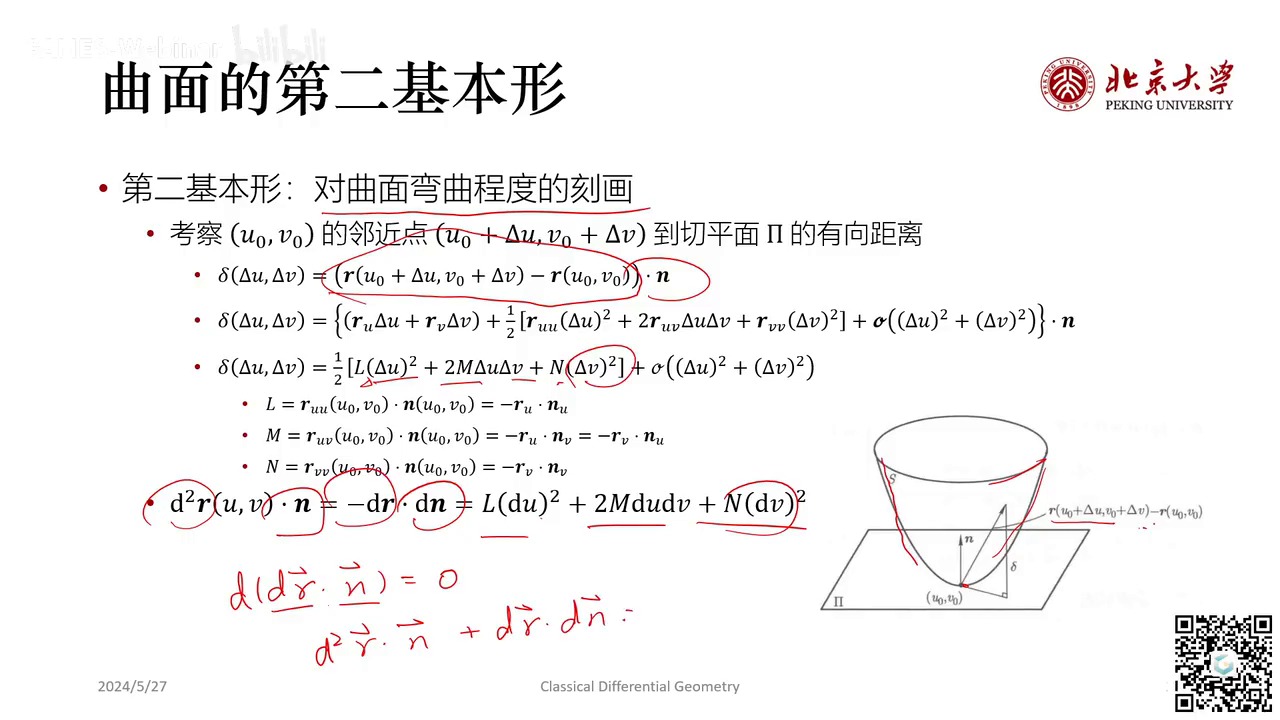 bilibili
曲面的第二基本形
北京大学
PEKING UNIVERSITY
1898
• 第二基本形：对曲面弯曲程度的刻画
• 考察 (u₀, v₀) 的邻近点 (u₀ + Δu, v₀ + Δv) 到切平面 Π 的有向距离
• δ(Δu, Δv) = (r(u₀ + Δu, v₀ + Δv) − r(u₀, v₀)) · n
• δ(Δu, Δv) = {(r_uΔu + r_vΔv) + ½[r_uu(Δu)² + 2r_uvΔuΔv + r_vv(Δv)²] + ℴ((Δu)² + (Δv)²)} · n
• δ(Δu, Δv) = ½[L(Δu)² + 2MΔuΔv + N(Δv)²] + ℴ((Δu)² + (Δv)²)
• L = r_uu(u₀, v₀) · n(u₀, v₀) = −r_u · n_u
• M = r_uv(u₀, v₀) · n(u₀, v₀) = −r_u · n_v = −r_v · n_u
• N = r_vv(u₀, v₀) · n(u₀, v₀) = −r_v · n_v
• d²r(u, v) · n = −dr · dn = L(du)² + 2Mdudv + N(dv)²
S
r(u₀+Δu,v₀+Δv)−r(u₀,v₀)
n
δ
(u₀,v₀)
Π
d(dr⃗ · n⃗) = 0
d²r⃗ · n⃗ + dr⃗ · dn⃗ =
2024/5/27
Classical Differential Geometry